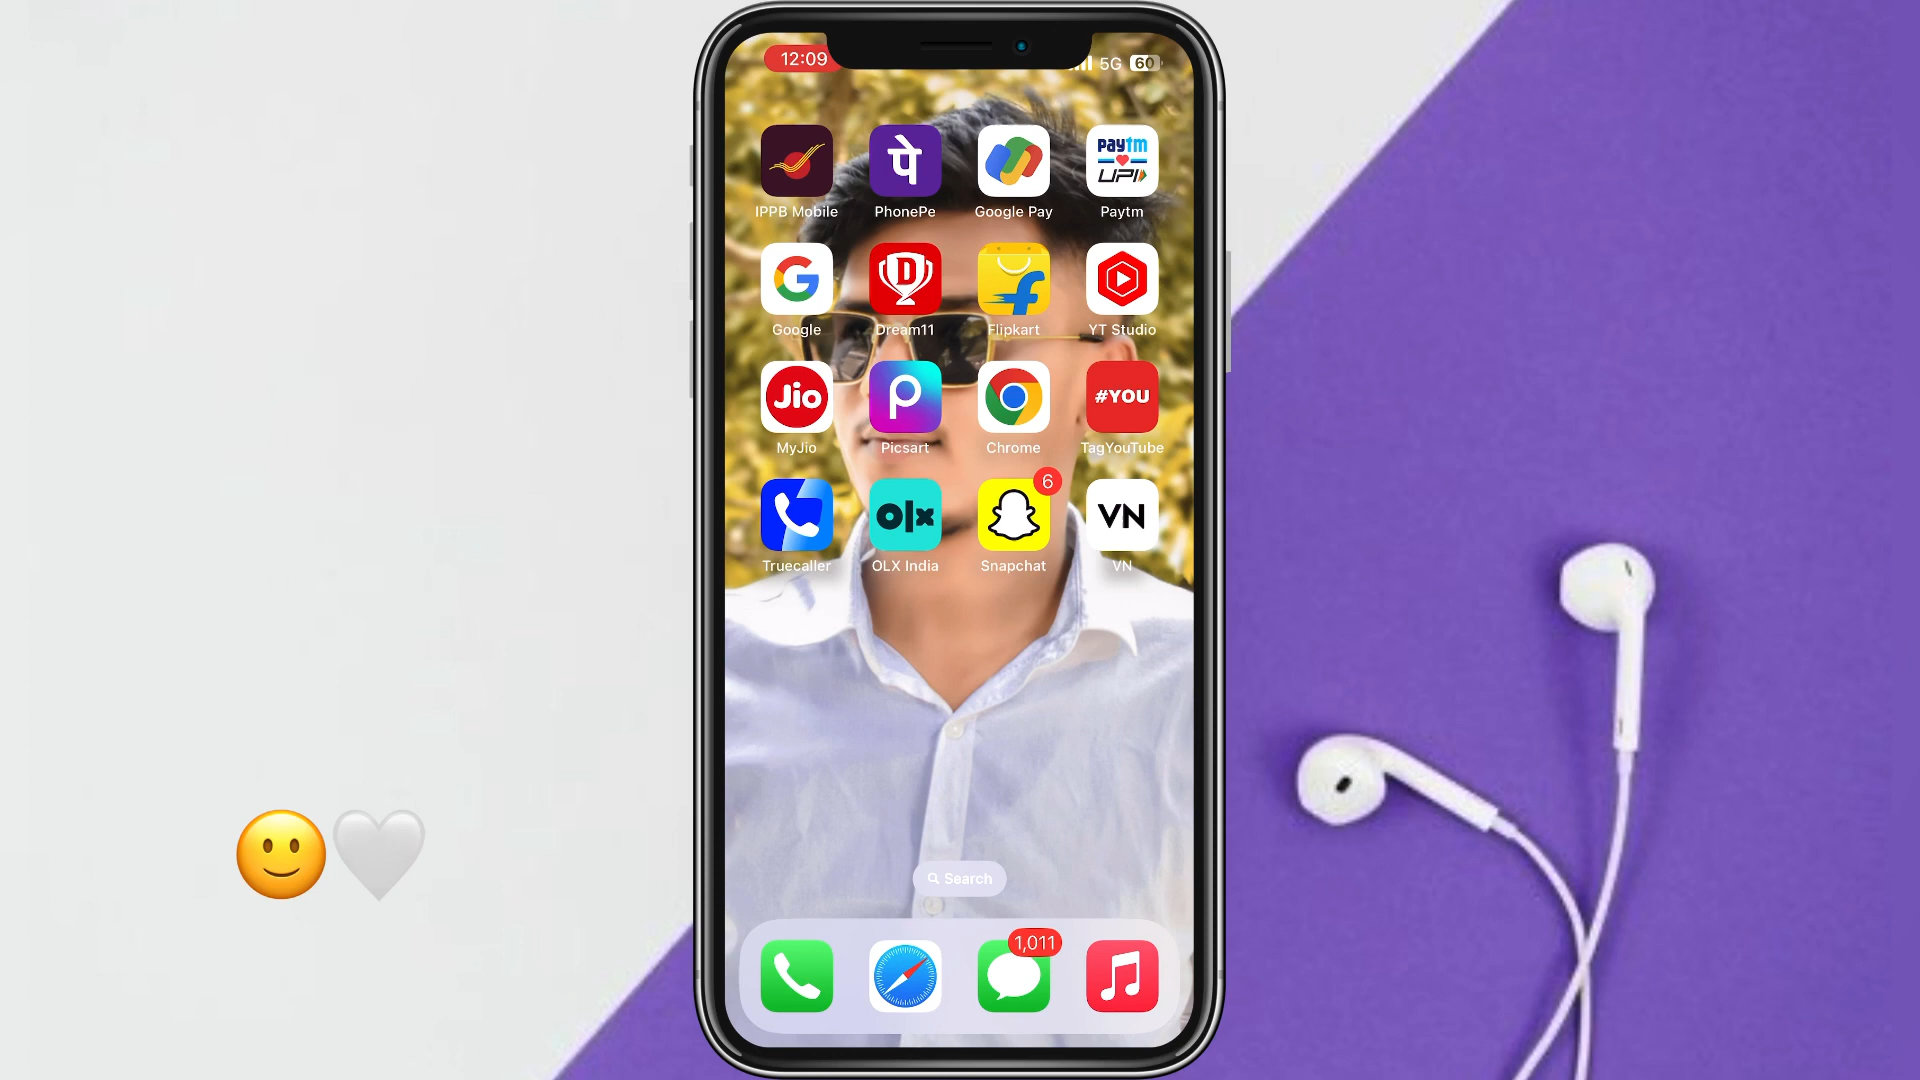 12:09 5G 60
पे paytm UPI
IPPB Mobile PhonePe Google Pay Paytm
G D f
Google Dream11 Flipkart YT Studio
Jio P #YOU
MyJio Picsart Chrome TagYouTube
6
olx VN
Truecaller OLX India Snapchat VN
Search
1,011